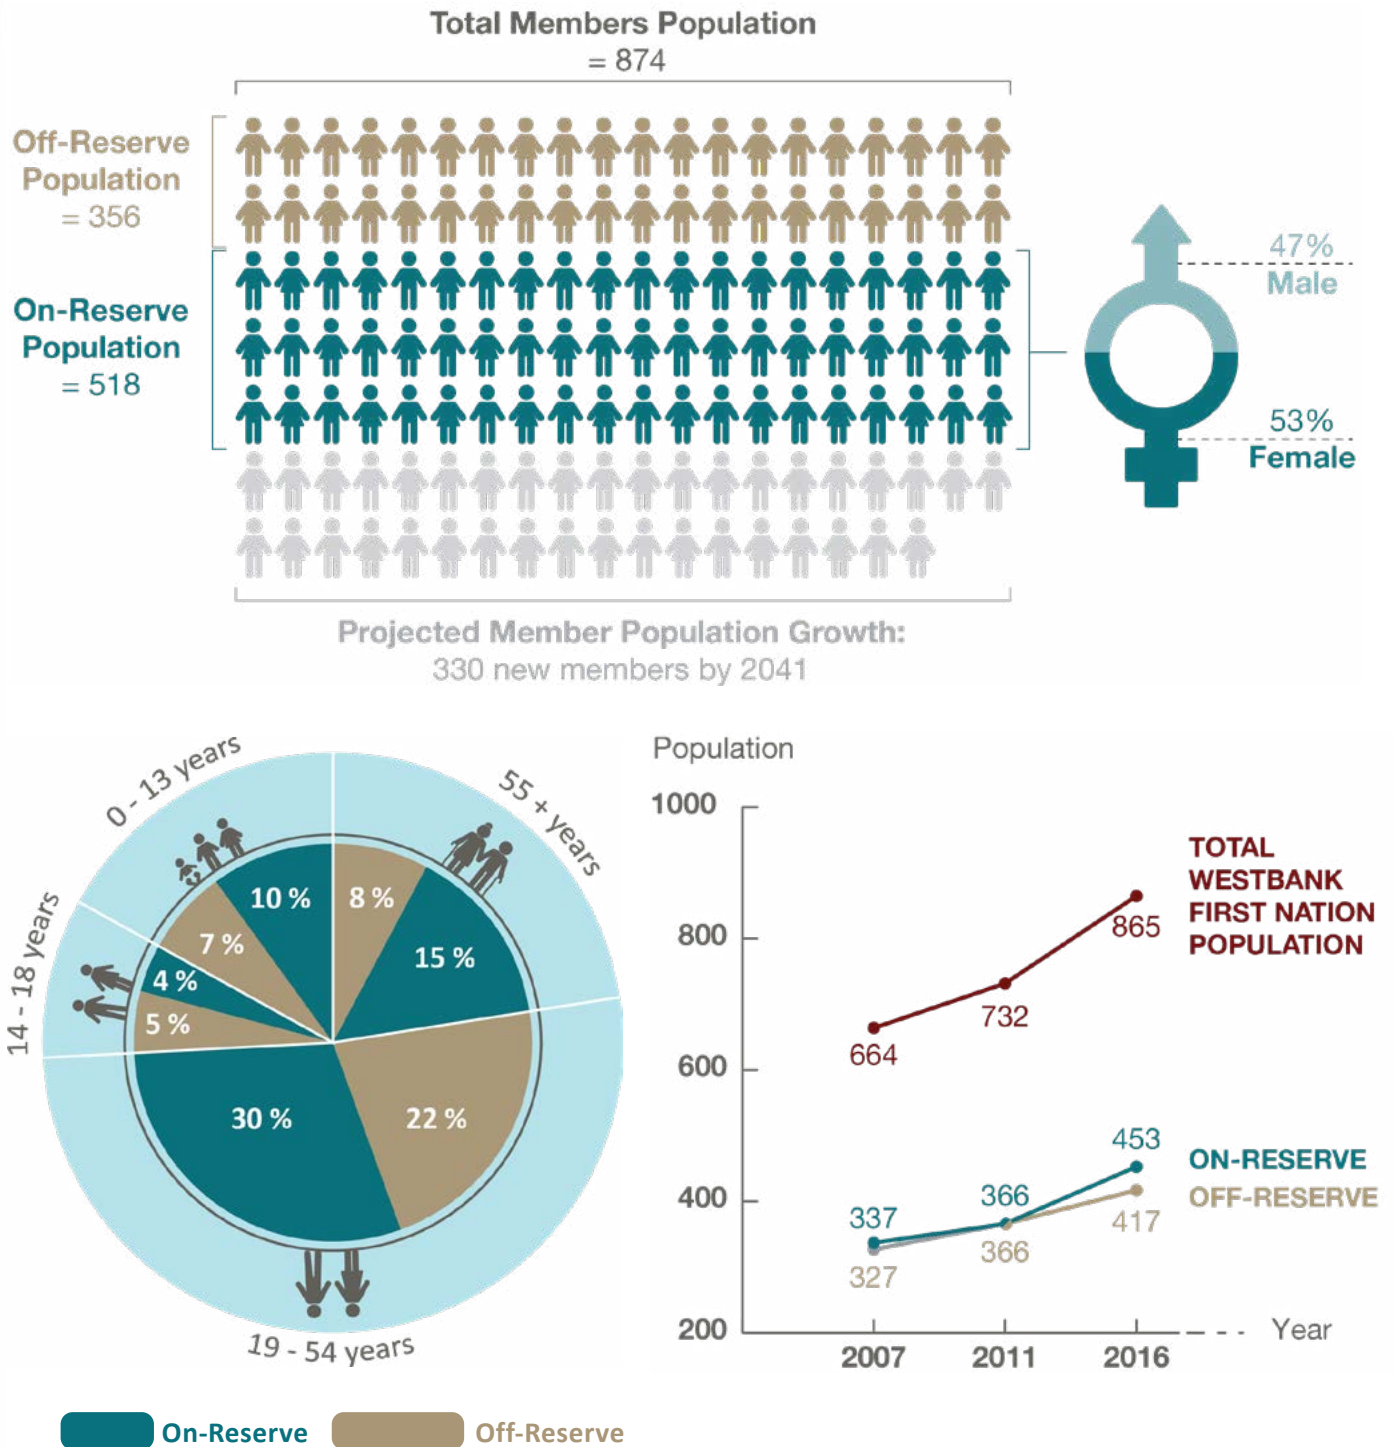 Total Members Population
= 874
Off-Reserve
Population
= 356
On-Reserve
Population
= 518
47%
Male
53%
Female
Projected Member Population Growth:
330 new members by 2041
0 - 13 years
55 + years
14 - 18 years
19 - 54 years
10 %
8 %
7 %
15 %
4 %
5 %
30 %
22 %
On-Reserve
Off-Reserve
Population
1000
800
600
400
200
664
732
865
TOTAL
WESTBANK
FIRST NATION
POPULATION
337
366
453
ON-RESERVE
327
366
417
OFF-RESERVE
2007
2011
2016
Year